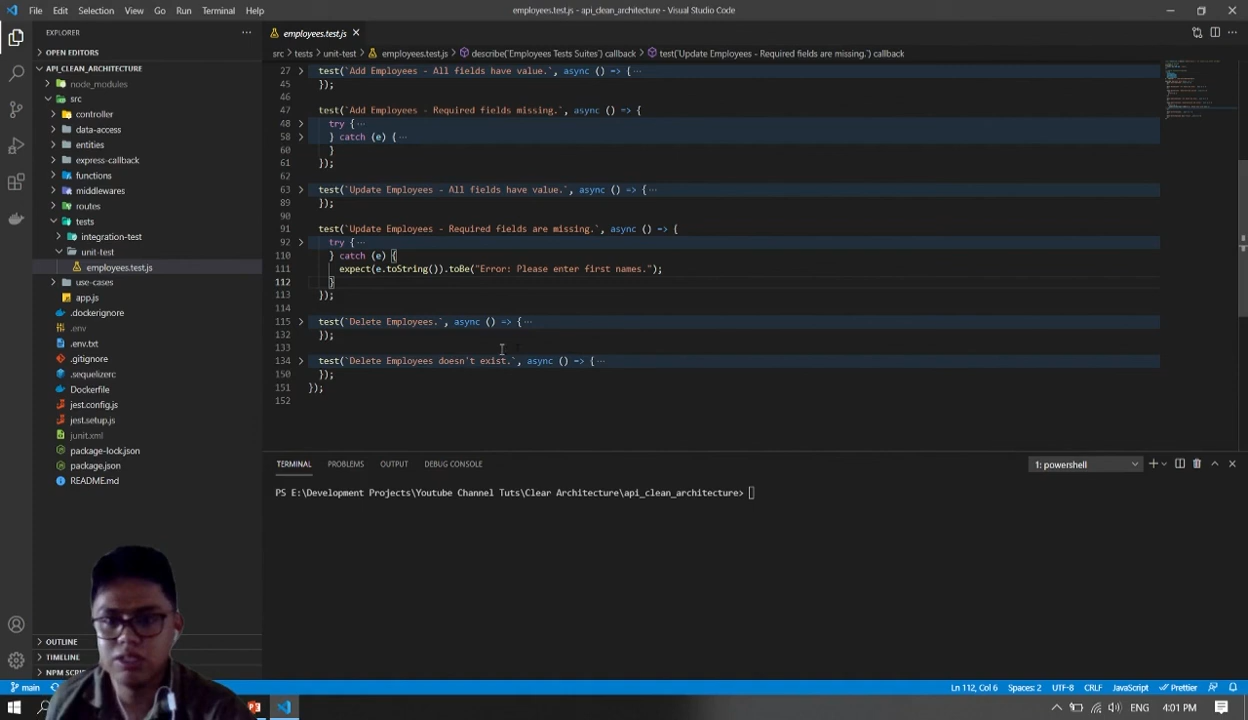 File Edit Selection View Go Run Terminal Help
employees.test.js - api_clean_architecture - Visual Studio Code
EXPLORER
OPEN EDITORS
API_CLEAN_ARCHITECTURE
node_modules
src
controller
data-access
entities
express-callback
functions
middlewares
routes
tests
integration-test
unit-test
employees.test.js
use-cases
app.js
.dockerignore
.env
.env.txt
.gitignore
.sequelizerc
Dockerfile
jest.config.js
jest.setup.js
junit.xml
package-lock.json
package.json
README.md
OUTLINE
TIMELINE
NPM SCRI
employees.test.js
src > tests > unit-test > employees.test.js > describe('Employees Tests Suites') callback > test('Update Employees - Required fields are missing.') callback
27 test(`Add Employees - All fields have value.`, async () => { ···
45 });
46
47 test(`Add Employees - Required fields missing.`, async () => {
48 try { ···
58 } catch (e) { ···
60 }
61 });
62
63 test(`Update Employees - All fields have value.`, async () => { ···
89 });
90
91 test(`Update Employees - Required fields are missing.`, async () => {
92 try { ···
110 } catch (e) {
111 expect(e.toString()).toBe("Error: Please enter first names.");
112 }
113 });
114
115 test(`Delete Employees.`, async () => { ···
132 });
133
134 test(`Delete Employees doesn't exist.`, async () => { ···
150 });
151 });
152
TERMINAL PROBLEMS OUTPUT DEBUG CONSOLE
1: powershell
PS E:\Development Projects\Youtube Channel Tuts\Clear Architecture\api_clean_architecture>
main
Ln 112, Col 6 Spaces: 2 UTF-8 CRLF JavaScript Prettier
ENG 4:01 PM